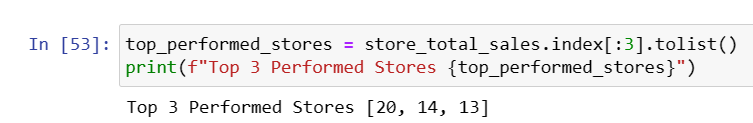 In [53]: top_performed_stores = store_total_sales.index[:3].tolist()
print(f"Top 3 Performed Stores {top_performed_stores}")
Top 3 Performed Stores [20, 14, 13]